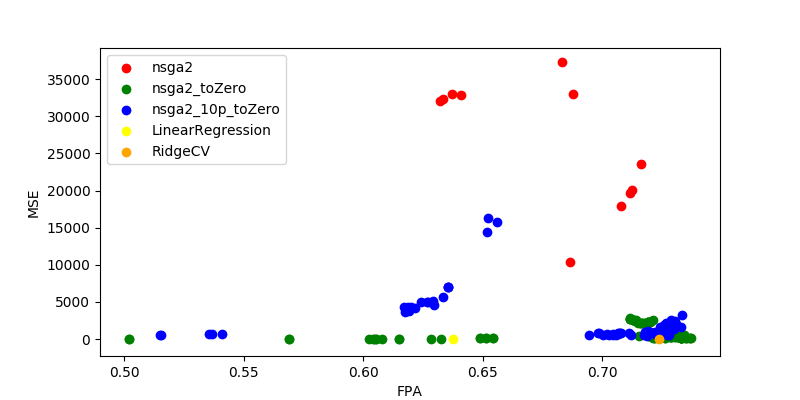 35000
30000
25000
20000
15000
10000
5000
0
MSE
nsga2
nsga2_toZero
nsga2_10p_toZero
LinearRegression
RidgeCV
0.50
0.55
0.60
0.65
0.70
FPA